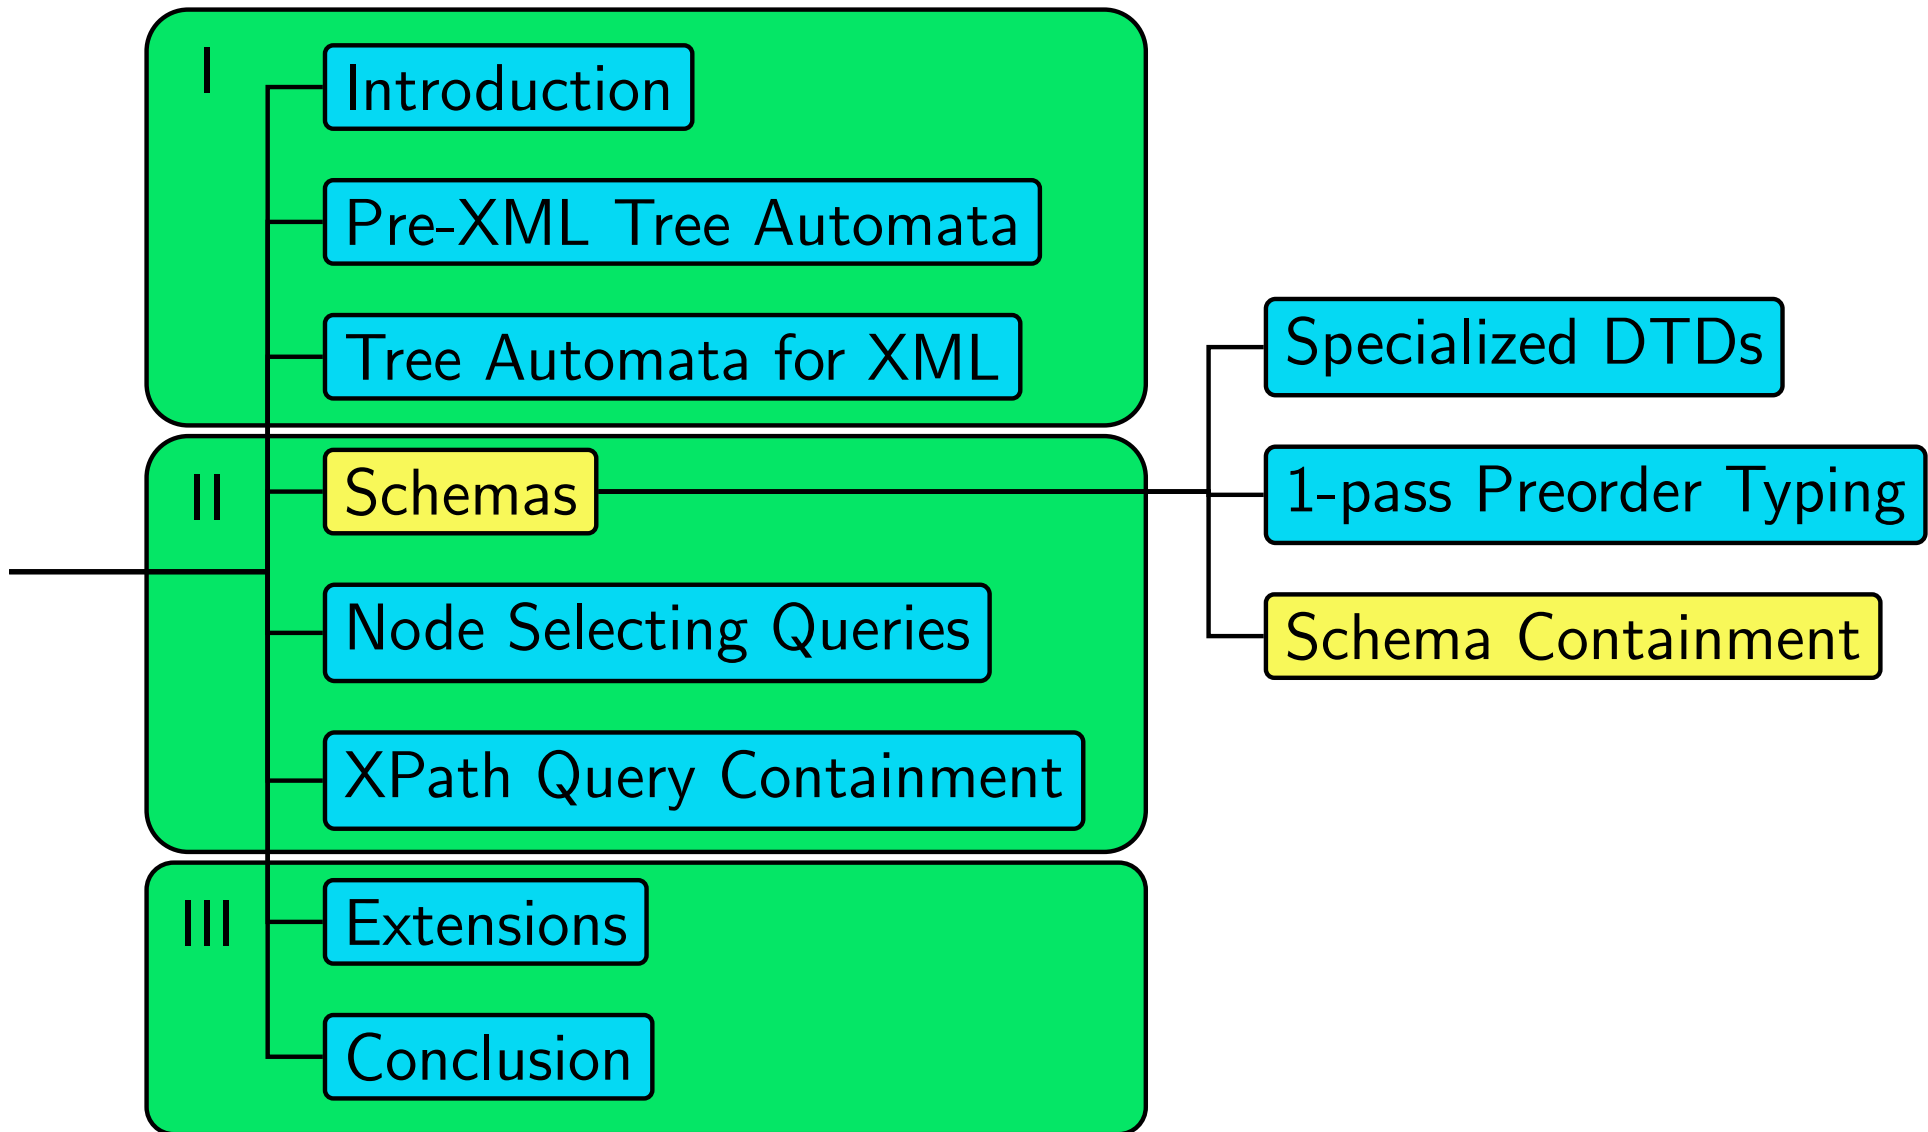 I
Introduction
Pre-XML Tree Automata
Tree Automata for XML
II
Schemas
Node Selecting Queries
XPath Query Containment
III
Extensions
Conclusion
Specialized DTDs
1-pass Preorder Typing
Schema Containment